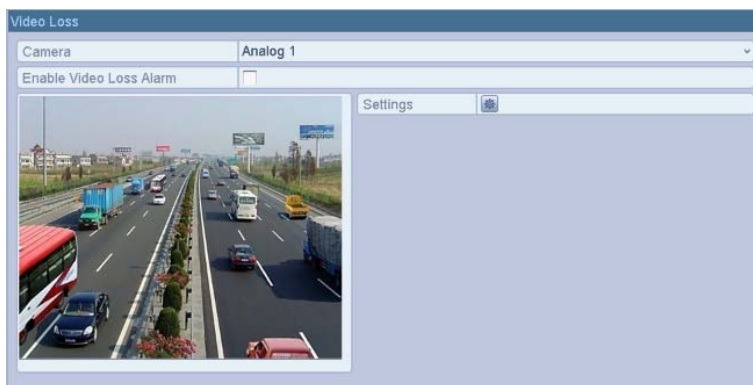 Video Loss
Camera
Analog 1
Enable Video Loss Alarm
Settings